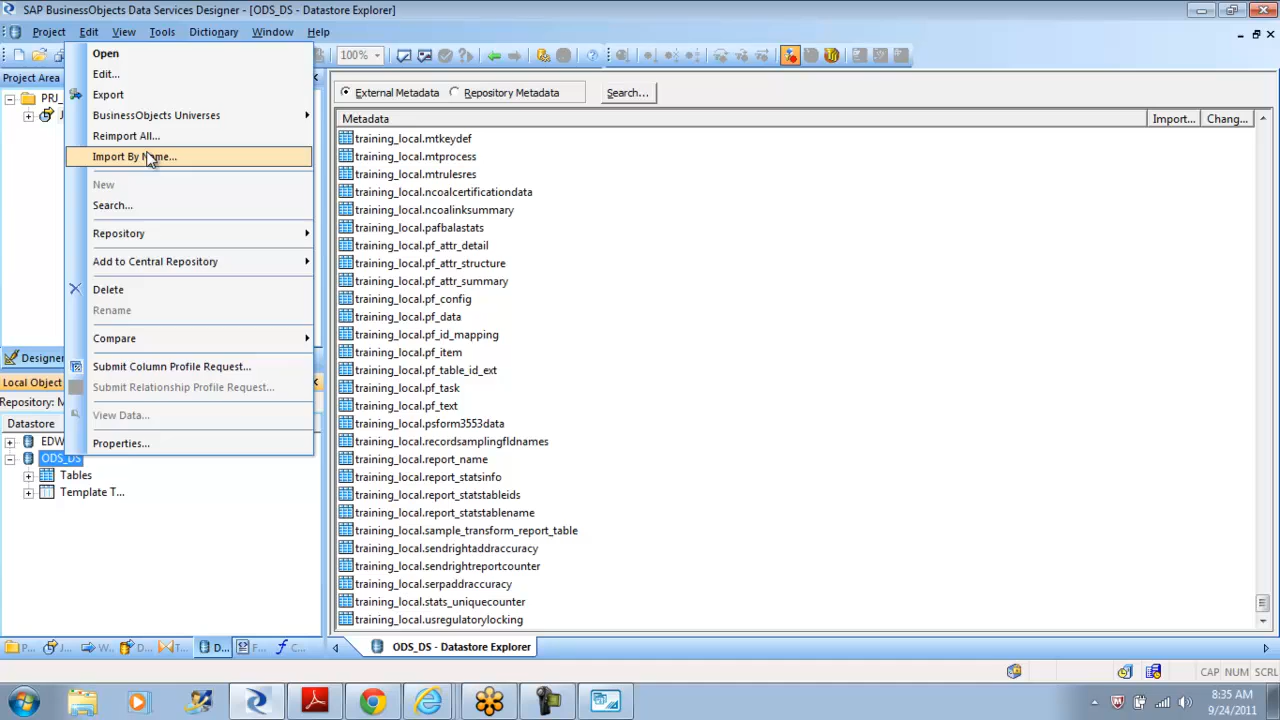 SAP BusinessObjects Data Services Designer - [ODS_DS - Datastore Explorer]
Project Edit View Tools Dictionary Window Help
100%
Project Area
PRJ_
Open
Edit...
Export
BusinessObjects Universes
Reimport All...
Import By
New
Search...
Repository
Add to Central Repository
Delete
Rename
Compare
Submit Column Profile Request...
Submit Relationship Profile Request...
View Data...
Properties...
Designer
Local Object
Repository: M
Datastore
EDW
ODS_DS
Tables
Template T...
External Metadata Repository Metadata Search...
Metadata Import... Chang...
training_local.mtkeydef
training_local.mtprocess
training_local.mtrulesres
training_local.ncoalcertificationdata
training_local.ncoalinksummary
training_local.pafbalastats
training_local.pf_attr_detail
training_local.pf_attr_structure
training_local.pf_attr_summary
training_local.pf_config
training_local.pf_data
training_local.pf_id_mapping
training_local.pf_item
training_local.pf_table_id_ext
training_local.pf_task
training_local.pf_text
training_local.psform3553data
training_local.recordsamplingfldnames
training_local.report_name
training_local.report_statsinfo
training_local.report_statstableids
training_local.report_statstablename
training_local.sample_transform_report_table
training_local.sendrightaddraccuracy
training_local.sendrightreportcounter
training_local.serpaddraccuracy
training_local.stats_uniquecounter
training_local.usregulatorylocking
P... J... W... D... T... D... F... C...
ODS_DS - Datastore Explorer
CAP NUM SCRL
8:35 AM
9/24/2011